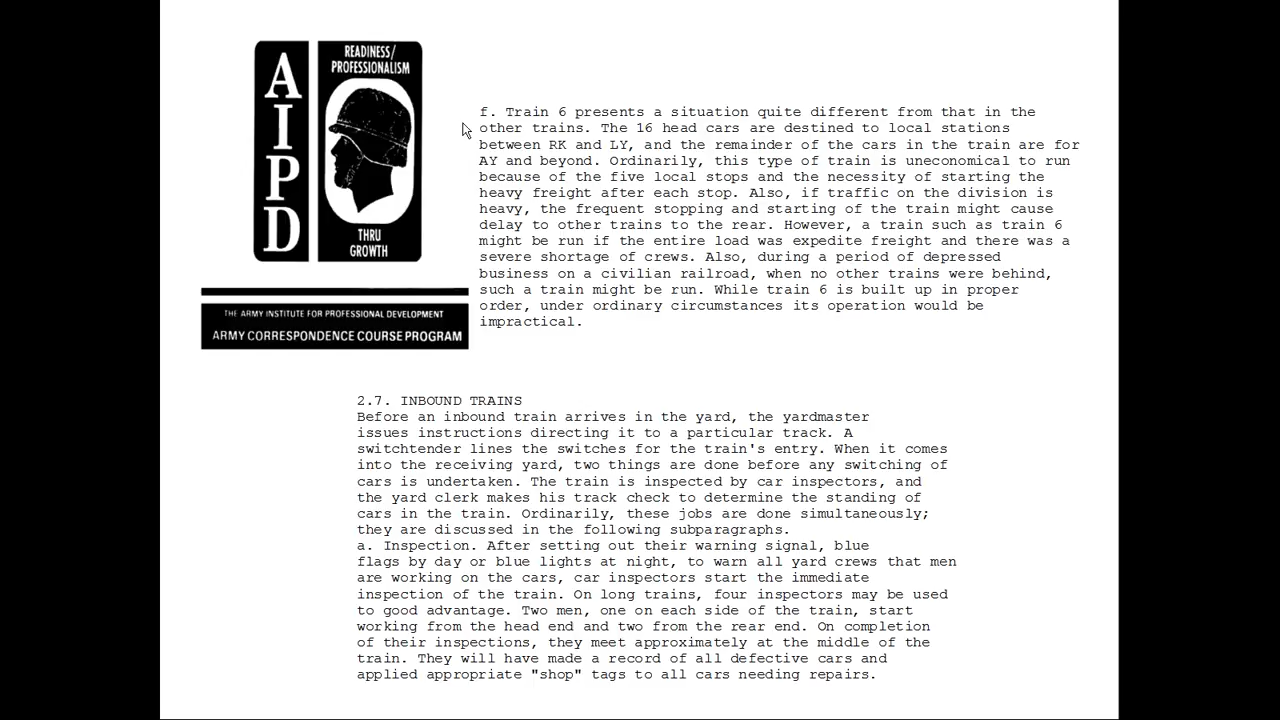 A
I
P
D
READINESS/
PROFESSIONALISM
THRU
GROWTH
THE ARMY INSTITUTE FOR PROFESSIONAL DEVELOPMENT
ARMY CORRESPONDENCE COURSE PROGRAM
f. Train 6 presents a situation quite different from that in the
other trains. The 16 head cars are destined to local stations
between RK and LY, and the remainder of the cars in the train are for
AY and beyond. Ordinarily, this type of train is uneconomical to run
because of the five local stops and the necessity of starting the
heavy freight after each stop. Also, if traffic on the division is
heavy, the frequent stopping and starting of the train might cause
delay to other trains to the rear. However, a train such as train 6
might be run if the entire load was expedite freight and there was a
severe shortage of crews. Also, during a period of depressed
business on a civilian railroad, when no other trains were behind,
such a train might be run. While train 6 is built up in proper
order, under ordinary circumstances its operation would be
impractical.
2.7. INBOUND TRAINS
Before an inbound train arrives in the yard, the yardmaster
issues instructions directing it to a particular track. A
switchtender lines the switches for the train's entry. When it comes
into the receiving yard, two things are done before any switching of
cars is undertaken. The train is inspected by car inspectors, and
the yard clerk makes his track check to determine the standing of
cars in the train. Ordinarily, these jobs are done simultaneously;
they are discussed in the following subparagraphs.
a. Inspection. After setting out their warning signal, blue
flags by day or blue lights at night, to warn all yard crews that men
are working on the cars, car inspectors start the immediate
inspection of the train. On long trains, four inspectors may be used
to good advantage. Two men, one on each side of the train, start
working from the head end and two from the rear end. On completion
of their inspections, they meet approximately at the middle of the
train. They will have made a record of all defective cars and
applied appropriate "shop" tags to all cars needing repairs.